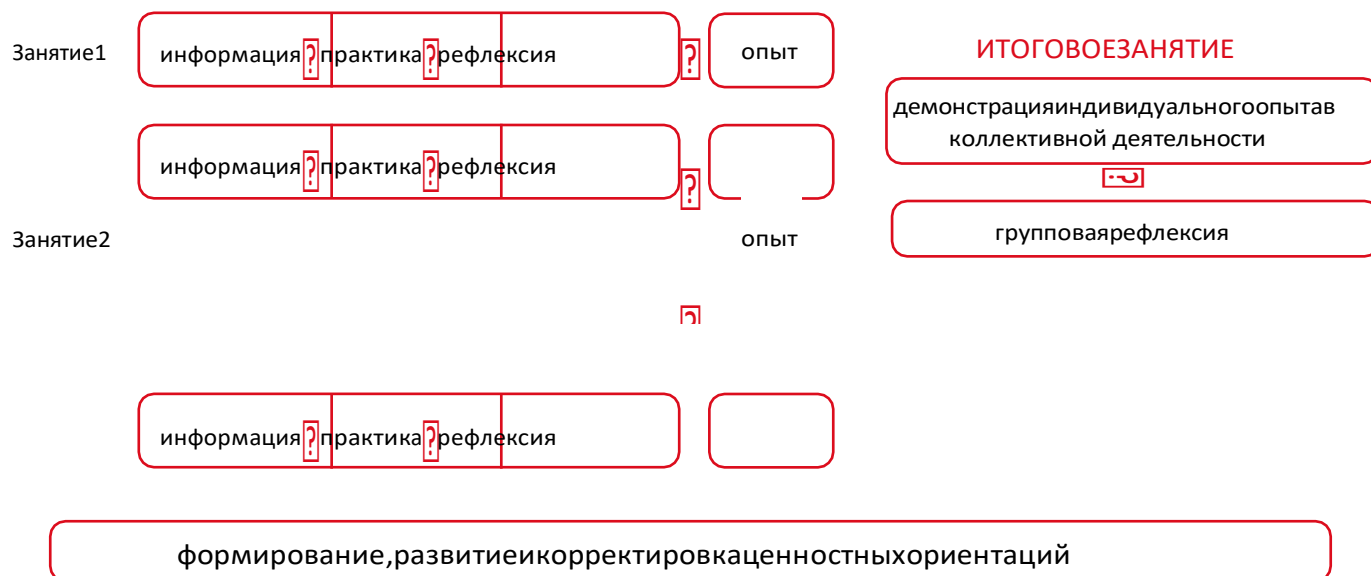 Занятие1
информация?практика?рефлексия ? опыт
ИТОГОВОЕЗАНЯТИЕ
демонстрацияиндивидуальногоопытав
коллективной деятельности
информация?практика?рефлексия ?
?
групповаярефлексия
Занятие2
опыт
?
информация?практика?рефлексия
формирование,развитиеикорректировкаценностныхориентаций